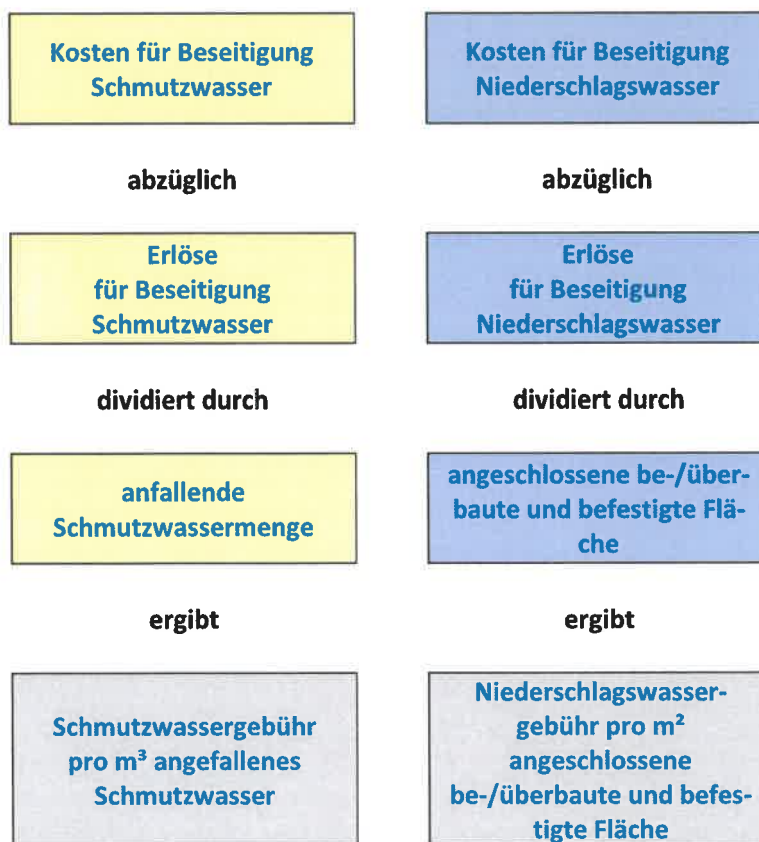 Kosten für Beseitigung
Schmutzwasser
abzüglich
Erlöse
für Beseitigung
Schmutzwasser
dividiert durch
anfallende
Schmutzwassermenge
ergibt
Schmutzwassergebühr
pro m³ angefallenes
Schmutzwasser
Kosten für Beseitigung
Niederschlagswasser
abzüglich
Erlöse
für Beseitigung
Niederschlagswasser
dividiert durch
angeschlossene be-/über-
baute und befestigte Flä-
che
ergibt
Niederschlagswasser-
gebühr pro m²
angeschlossene
be-/überbaute und befes-
tigte Fläche